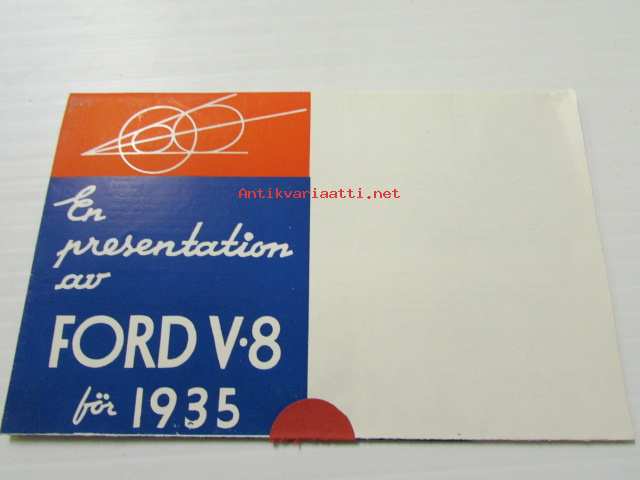 Antikvariaatti.net
En
presentation
av
FORD V·8
för 1935